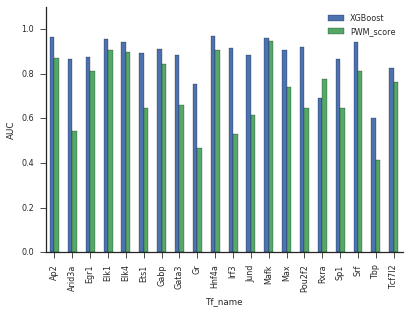 XGBoost
PWM_score
1.0
0.8
0.6
0.4
0.2
0.0
AUC
Ap2
Arid3a
Egr1
Elk1
Elk4
Ets1
Gabp
Gata3
Gr
Hnf4a
Irf3
Jund
Mafk
Max
Pou2f2
Rxra
Sp1
Srf
Tbp
Tcf7l2
Tf_name